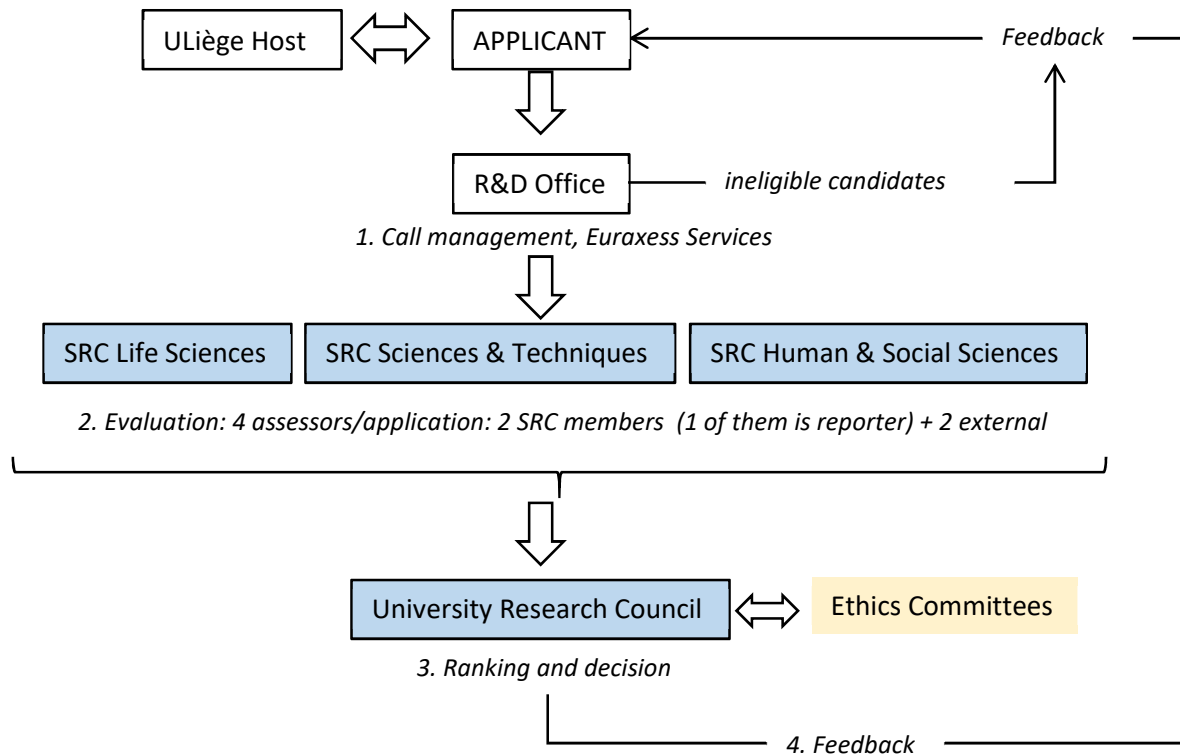 ULiège Host
APPLICANT
Feedback
R&D Office
ineligible candidates
1. Call management, Euraxess Services
SRC Life Sciences
SRC Sciences & Techniques
SRC Human & Social Sciences
2. Evaluation: 4 assessors/application: 2 SRC members (1 of them is reporter) + 2 external
University Research Council
Ethics Committees
3. Ranking and decision
4. Feedback